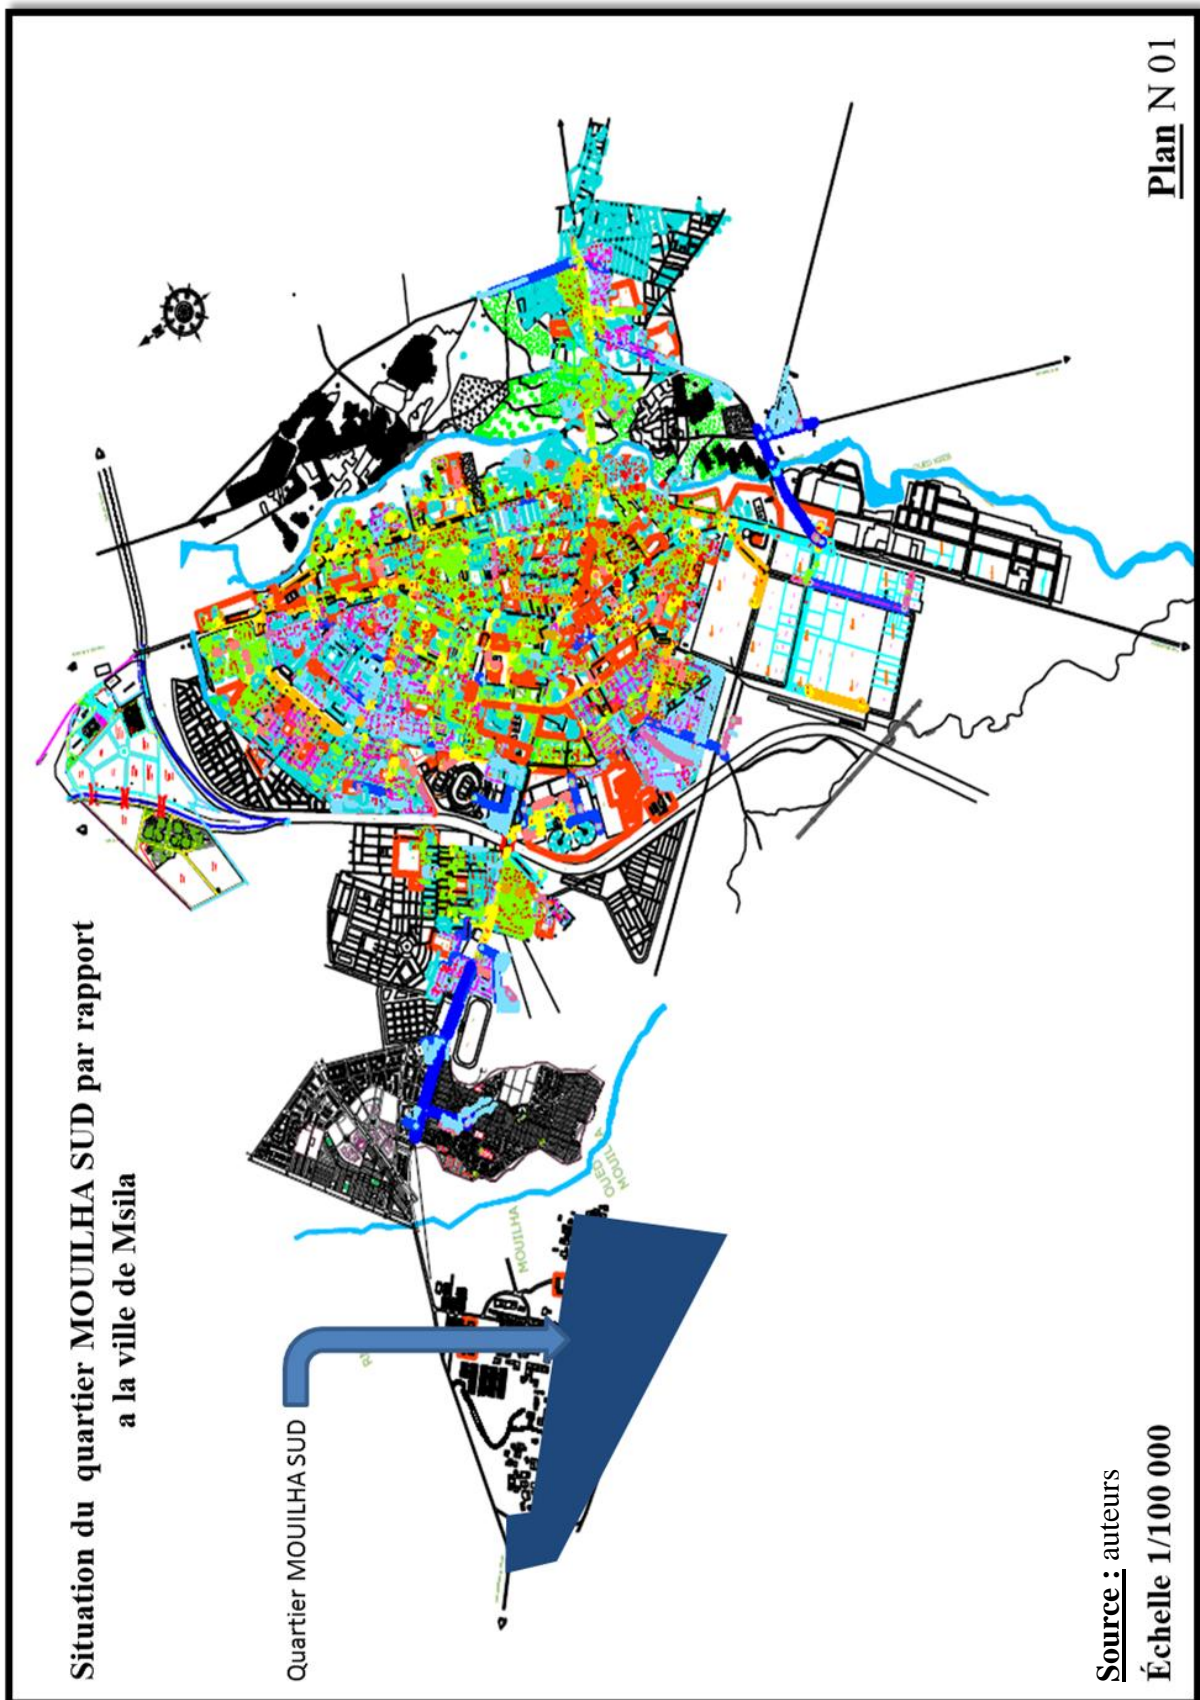 Situation du quartier MOUILHA SUD par rapport
a la ville de Msila
Quartier MOUILHA SUD
MOUILHA
OUED
MOUILA
Source : auteurs
Échelle 1/100 000
Plan N 01